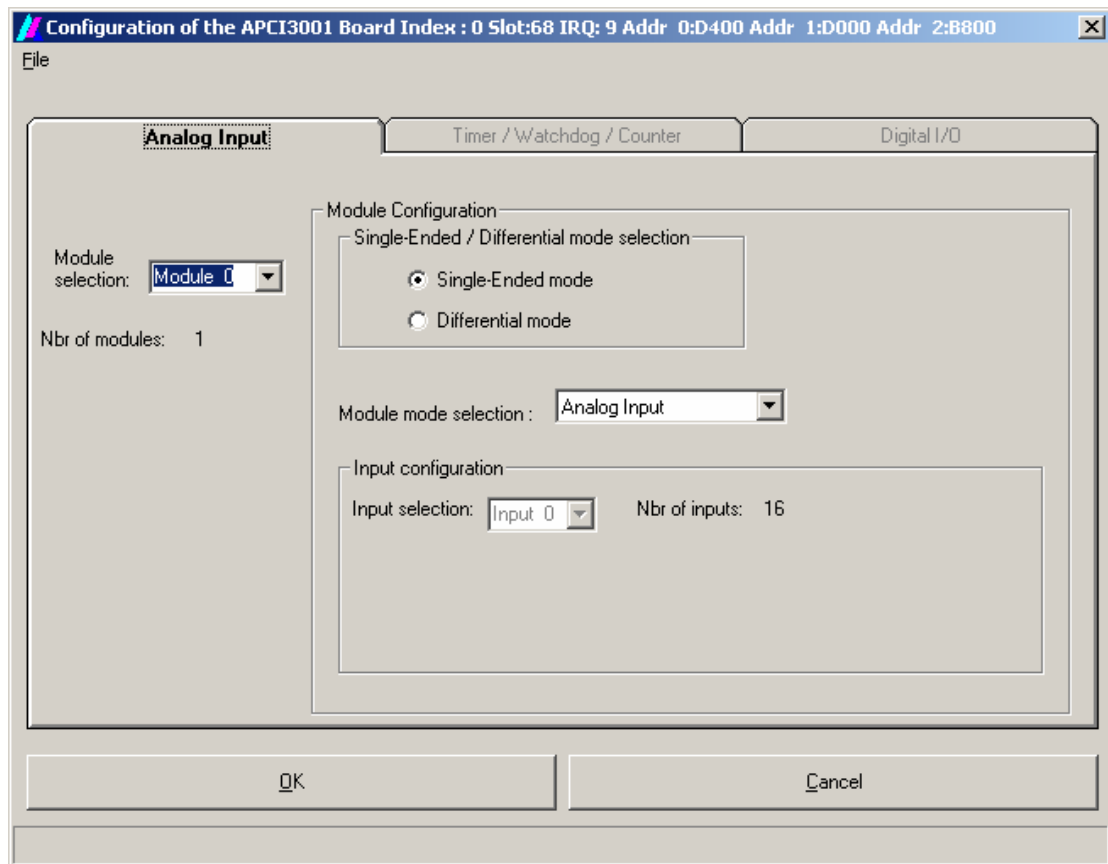 Configuration of the APCI3001 Board Index : 0 Slot:68 IRQ: 9 Addr 0:D400 Addr 1:D000 Addr 2:B800
File
Analog Input
Timer / Watchdog / Counter
Digital I/O
Module Configuration
Single-Ended / Differential mode selection
Module
selection:
Module 0
Single-Ended mode
Differential mode
Nbr of modules: 1
Module mode selection :
Analog Input
Input configuration
Input selection:
Input 0
Nbr of inputs: 16
OK
Cancel